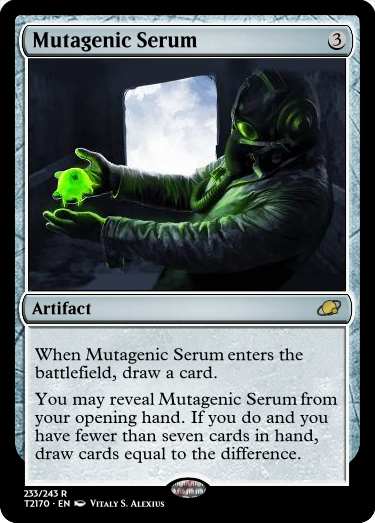 Mutagenic Serum 3
Artifact
When Mutagenic Serum enters the
battlefield, draw a card.
You may reveal Mutagenic Serum from
your opening hand. If you do and you
have fewer than seven cards in hand,
draw cards equal to the difference.
233/243 R
T2170 • EN Vitaly S. Alexius